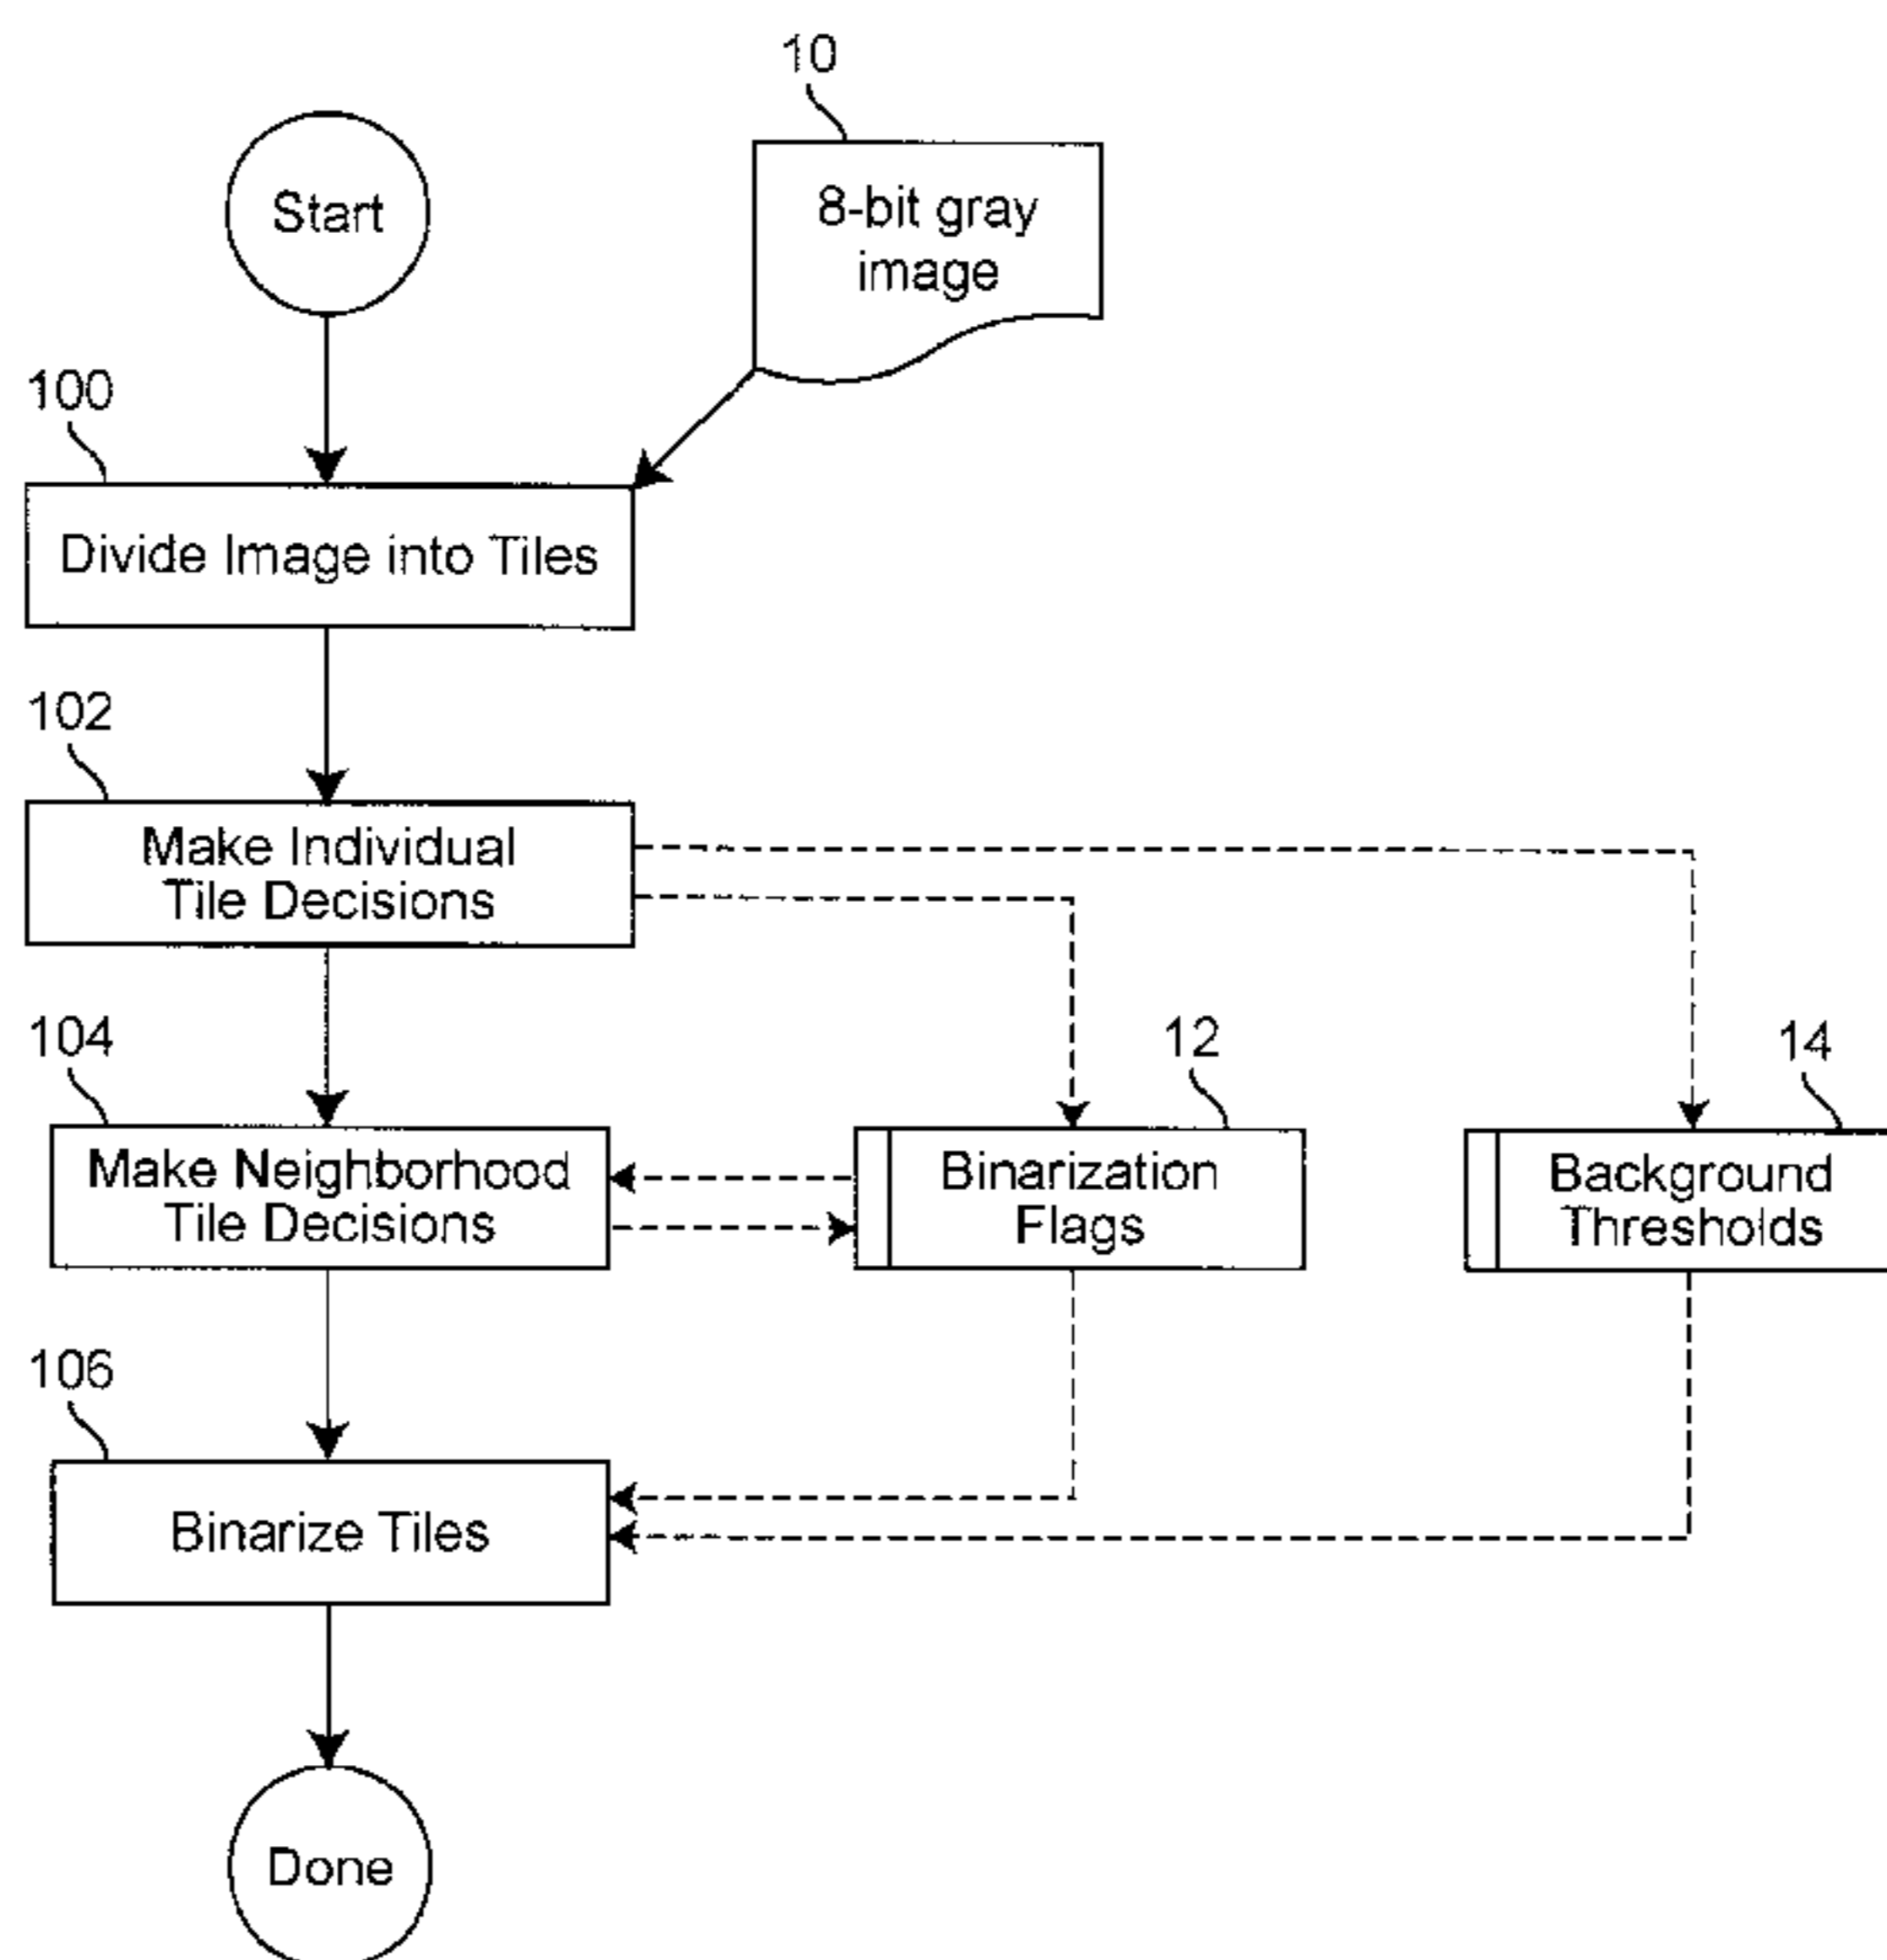 10
Start
8-bit gray
image
100
Divide Image into Tiles
102
Make Individual
Tile Decisions
104
12
14
Make Neighborhood
Tile Decisions
Binarization
Flags
Background
Thresholds
106
Binarize Tiles
Done